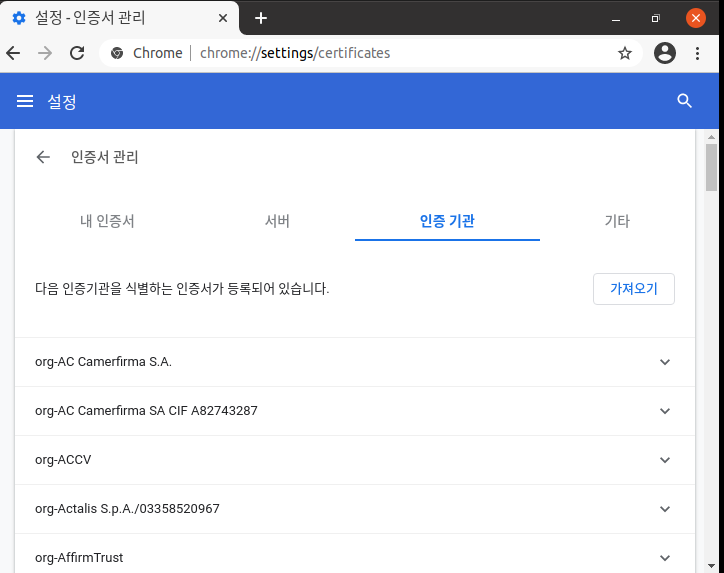 설정 - 인증서 관리
Chrome | chrome://settings/certificates
설정
인증서 관리
내 인증서 서버 인증 기관 기타
다음 인증기관을 식별하는 인증서가 등록되어 있습니다. 가져오기
org-AC Camerfirma S.A.
org-AC Camerfirma SA CIF A82743287
org-ACCV
org-Actalis S.p.A./03358520967
org-AffirmTrust